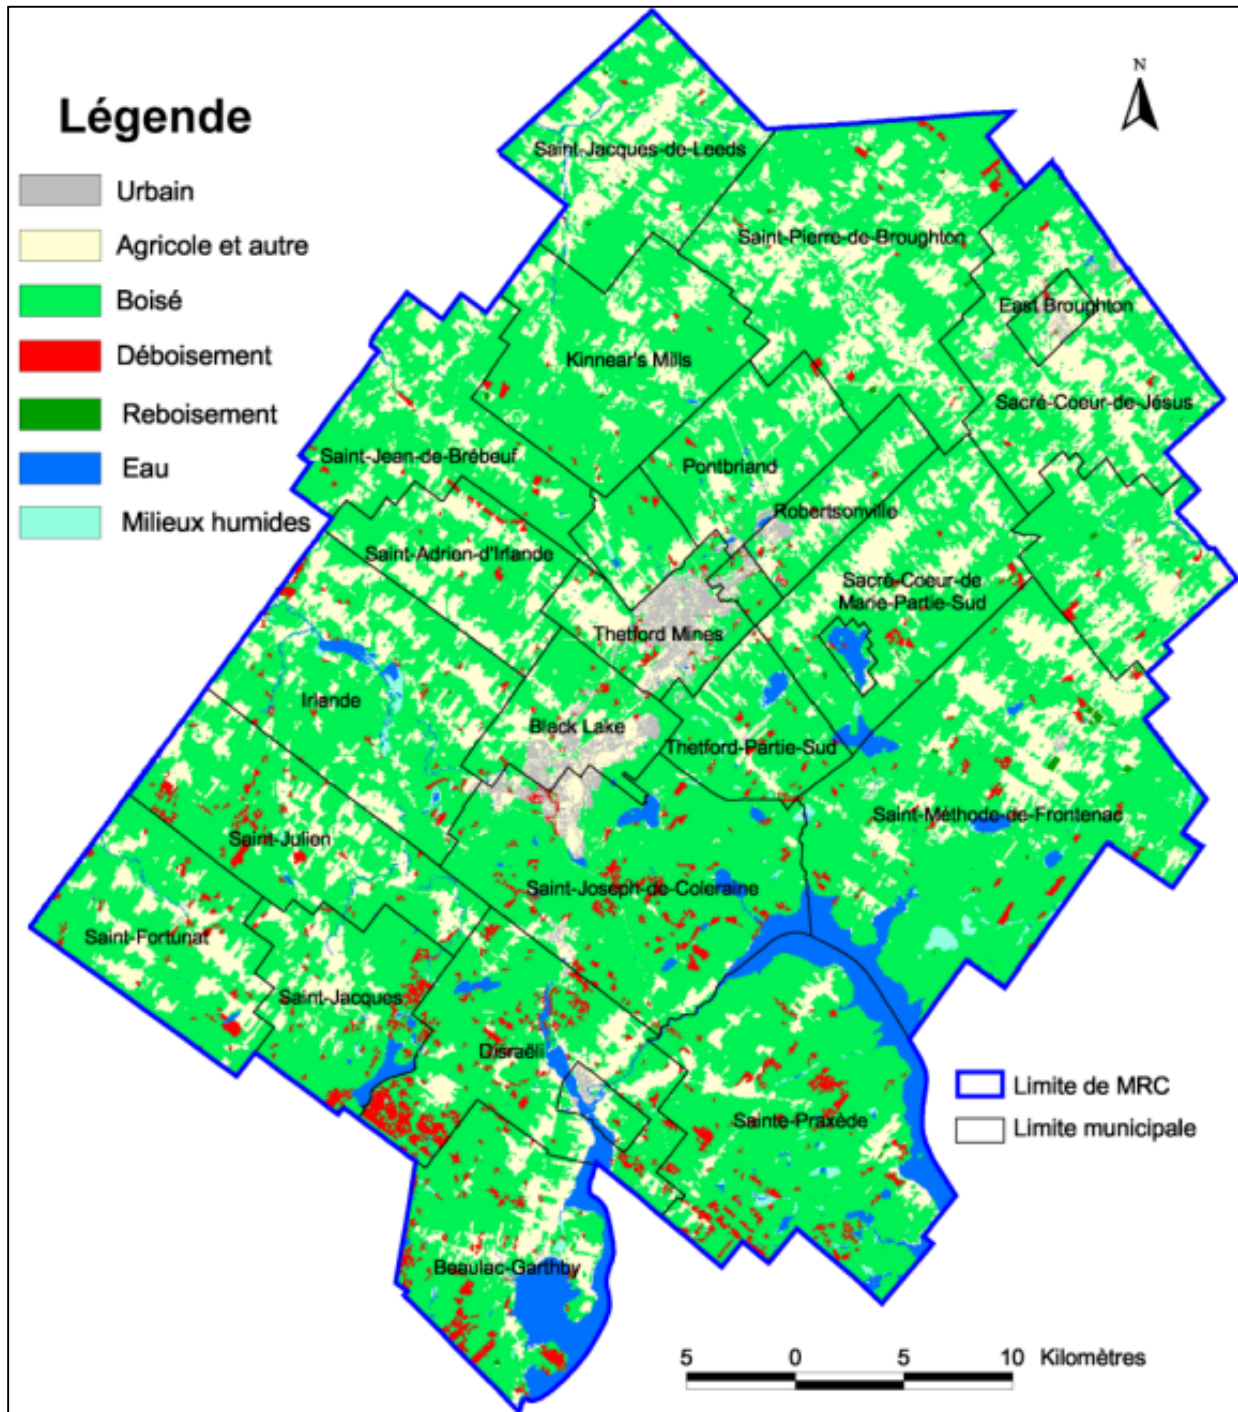 N
Légende
Urbain
Agricole et autre
Boisé
Déboisement
Reboisement
Eau
Milieux humides
Saint-Jacques-de-Leeds
Saint-Pierre-de-Broughton
East Broughton
Kinnear's Mills
Sacré-Coeur-de-Jésus
Saint-Jean-de-Brébeuf
Pontbriand
Robertsonville
Saint-Adrien-d'Irlande
Sacré-Coeur-de
Marie-Partie-Sud
Thetford Mines
Irlande
Black Lake
Thetford-Partie-Sud
Saint-Méthode-de-Frontenac
Saint-Julien
Saint-Joseph-de-Coleraine
Saint-Fortunat
Saint-Jacques
Disraëli
Limite de MRC
Sainte-Praxède
Limite municipale
Beaulac-Garthby
5 0 5 10 Kilomètres